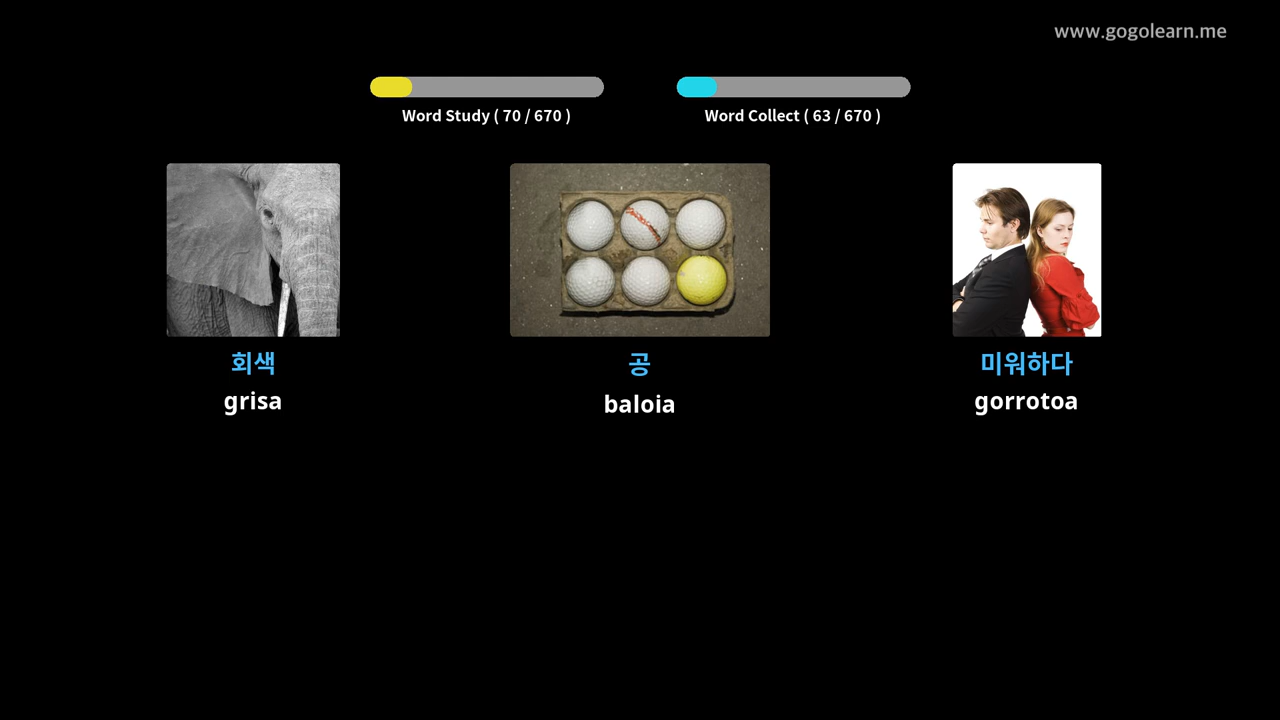 www.gogolearn.me
Word Study ( 70 / 670 )
Word Collect ( 63 / 670 )
회색
grisa
공
baloia
미워하다
gorrotoa